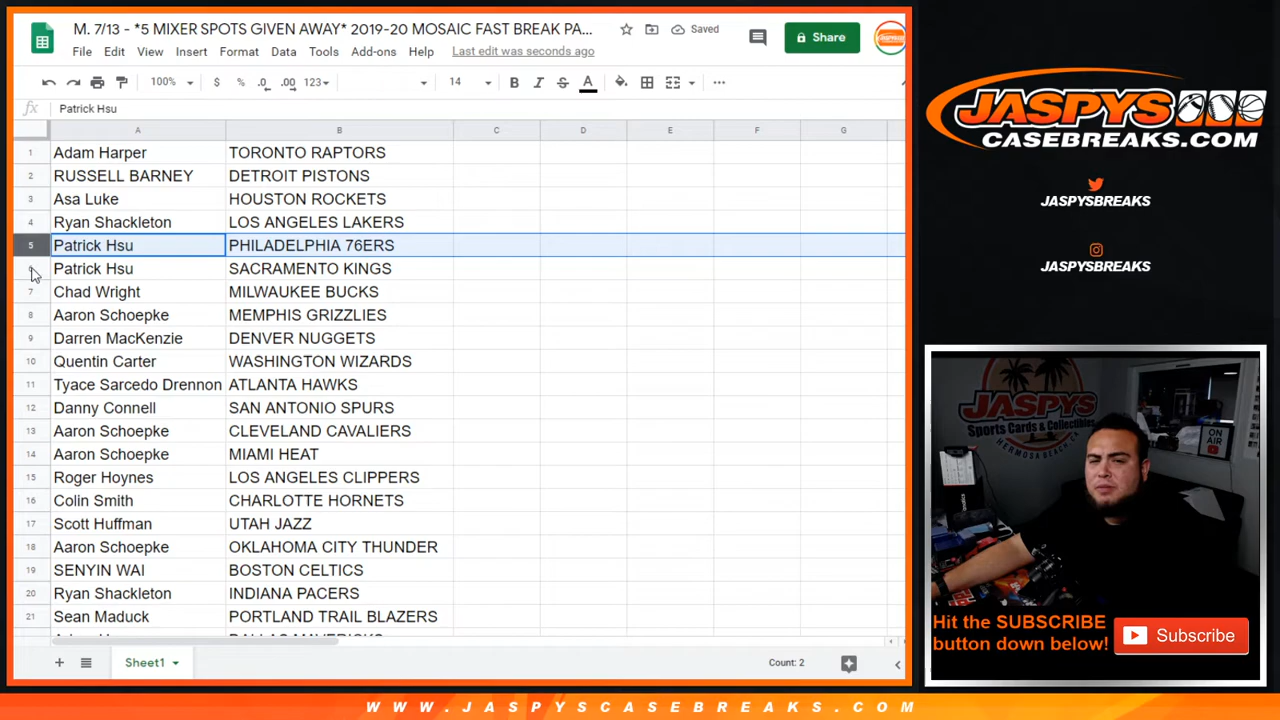 M. 7/13 - *5 MIXER SPOTS GIVEN AWAY* 2019-20 MOSAIC FAST BREAK PA...
Saved
Share
File Edit View Insert Format Data Tools Add-ons Help Last edit was seconds ago
100% $ % .0 .00 123 14 B I S A
fx Patrick Hsu
A B C D E F G
1 Adam Harper TORONTO RAPTORS
2 RUSSELL BARNEY DETROIT PISTONS
3 Asa Luke HOUSTON ROCKETS
4 Ryan Shackleton LOS ANGELES LAKERS
5 Patrick Hsu PHILADELPHIA 76ERS
Patrick Hsu SACRAMENTO KINGS
7 Chad Wright MILWAUKEE BUCKS
8 Aaron Schoepke MEMPHIS GRIZZLIES
9 Darren MacKenzie DENVER NUGGETS
10 Quentin Carter WASHINGTON WIZARDS
11 Tyace Sarcedo Drennon ATLANTA HAWKS
12 Danny Connell SAN ANTONIO SPURS
13 Aaron Schoepke CLEVELAND CAVALIERS
14 Aaron Schoepke MIAMI HEAT
15 Roger Hoynes LOS ANGELES CLIPPERS
16 Colin Smith CHARLOTTE HORNETS
17 Scott Huffman UTAH JAZZ
18 Aaron Schoepke OKLAHOMA CITY THUNDER
19 SENYIN WAI BOSTON CELTICS
20 Ryan Shackleton INDIANA PACERS
21 Sean Maduck PORTLAND TRAIL BLAZERS
Sheet1
Count: 2
JASPYS
CASEBREAKS.COM
JASPYSBREAKS
JASPYSBREAKS
JASPYS
Sports Cards & Collectibles
HERMOSA BEACH, CA
ON AIR
Hit the SUBSCRIBE
button down below!
Subscribe
WWW.JASPYSCASEBREAKS.COM